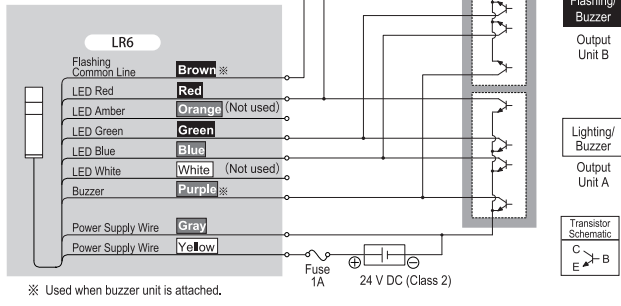 Flashing/
Buzzer
Output
Unit B
LR6
Flashing
Common Line
Brown ※
LED Red
Red
LED Amber
Orange (Not used)
LED Green
Green
LED Blue
Blue
LED White
White (Not used)
Buzzer
Purple ※
Power Supply Wire
Gray
Power Supply Wire
Yellow
Fuse
1A
⊕ ⊖
24 V DC (Class 2)
Lighting/
Buzzer
Output
Unit A
Transistor
Schematic
C
B
E
※ Used when buzzer unit is attached.